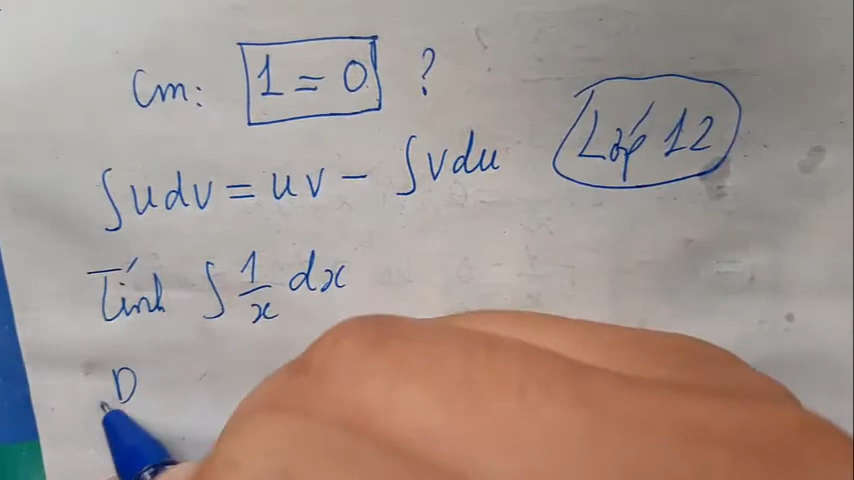 Cm: 1 = 0 ?
Lớp 12
∫udv = uv − ∫vdu
Tính ∫ 1/x dx
D